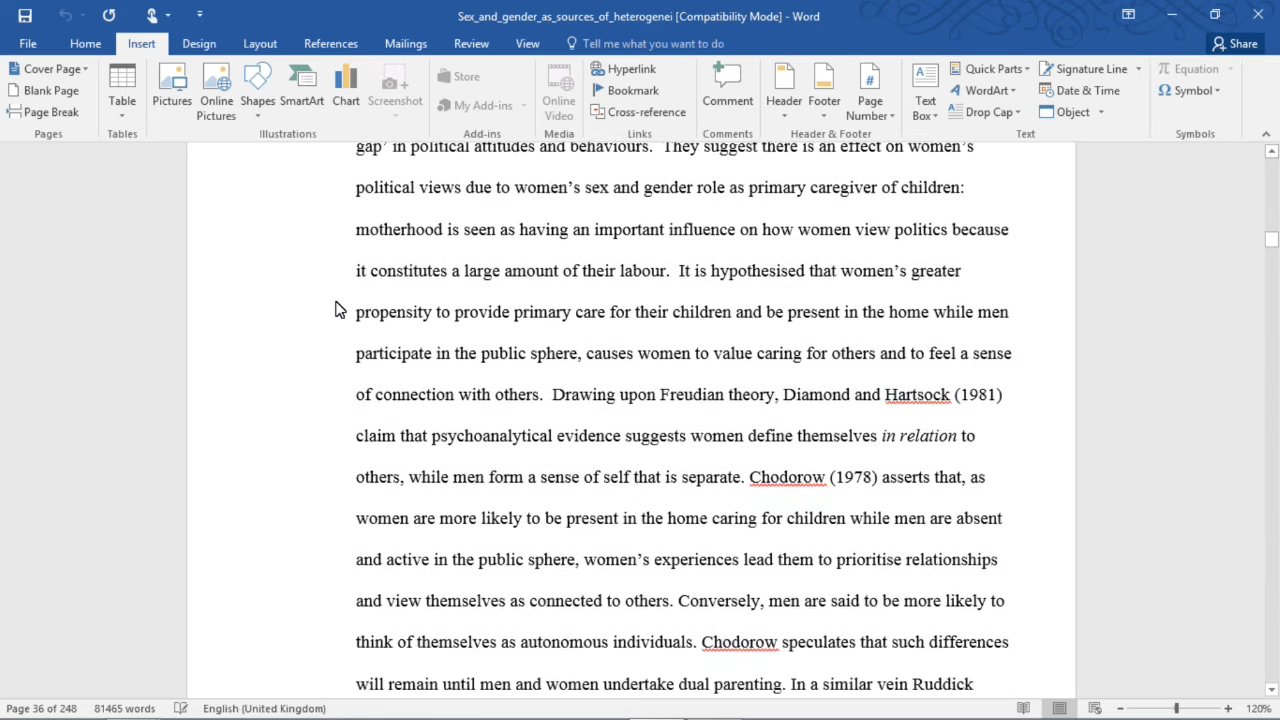 Sex_and_gender_as_sources_of_heterogenei [Compatibility Mode] - Word
File Home Insert Design Layout References Mailings Review View Tell me what you want to do Share
Cover Page
Blank Page
Page Break
Pages
Table
Tables
Pictures
Online Pictures
Shapes
SmartArt
Chart
Screenshot
Illustrations
Store
My Add-ins
Add-ins
Online Video
Media
Hyperlink
Bookmark
Cross-reference
Links
Comment
Comments
Header
Footer
Page Number
Header & Footer
Text Box
Quick Parts
WordArt
Drop Cap
Signature Line
Date & Time
Object
Text
Equation
Symbol
Symbols
gap’ in political attitudes and behaviours.  They suggest there is an effect on women’s
political views due to women’s sex and gender role as primary caregiver of children:
motherhood is seen as having an important influence on how women view politics because
it constitutes a large amount of their labour.  It is hypothesised that women’s greater
propensity to provide primary care for their children and be present in the home while men
participate in the public sphere, causes women to value caring for others and to feel a sense
of connection with others.  Drawing upon Freudian theory, Diamond and Hartsock (1981)
claim that psychoanalytical evidence suggests women define themselves in relation to
others, while men form a sense of self that is separate. Chodorow (1978) asserts that, as
women are more likely to be present in the home caring for children while men are absent
and active in the public sphere, women’s experiences lead them to prioritise relationships
and view themselves as connected to others. Conversely, men are said to be more likely to
think of themselves as autonomous individuals. Chodorow speculates that such differences
will remain until men and women undertake dual parenting. In a similar vein Ruddick
Page 36 of 248 81465 words English (United Kingdom) 120%